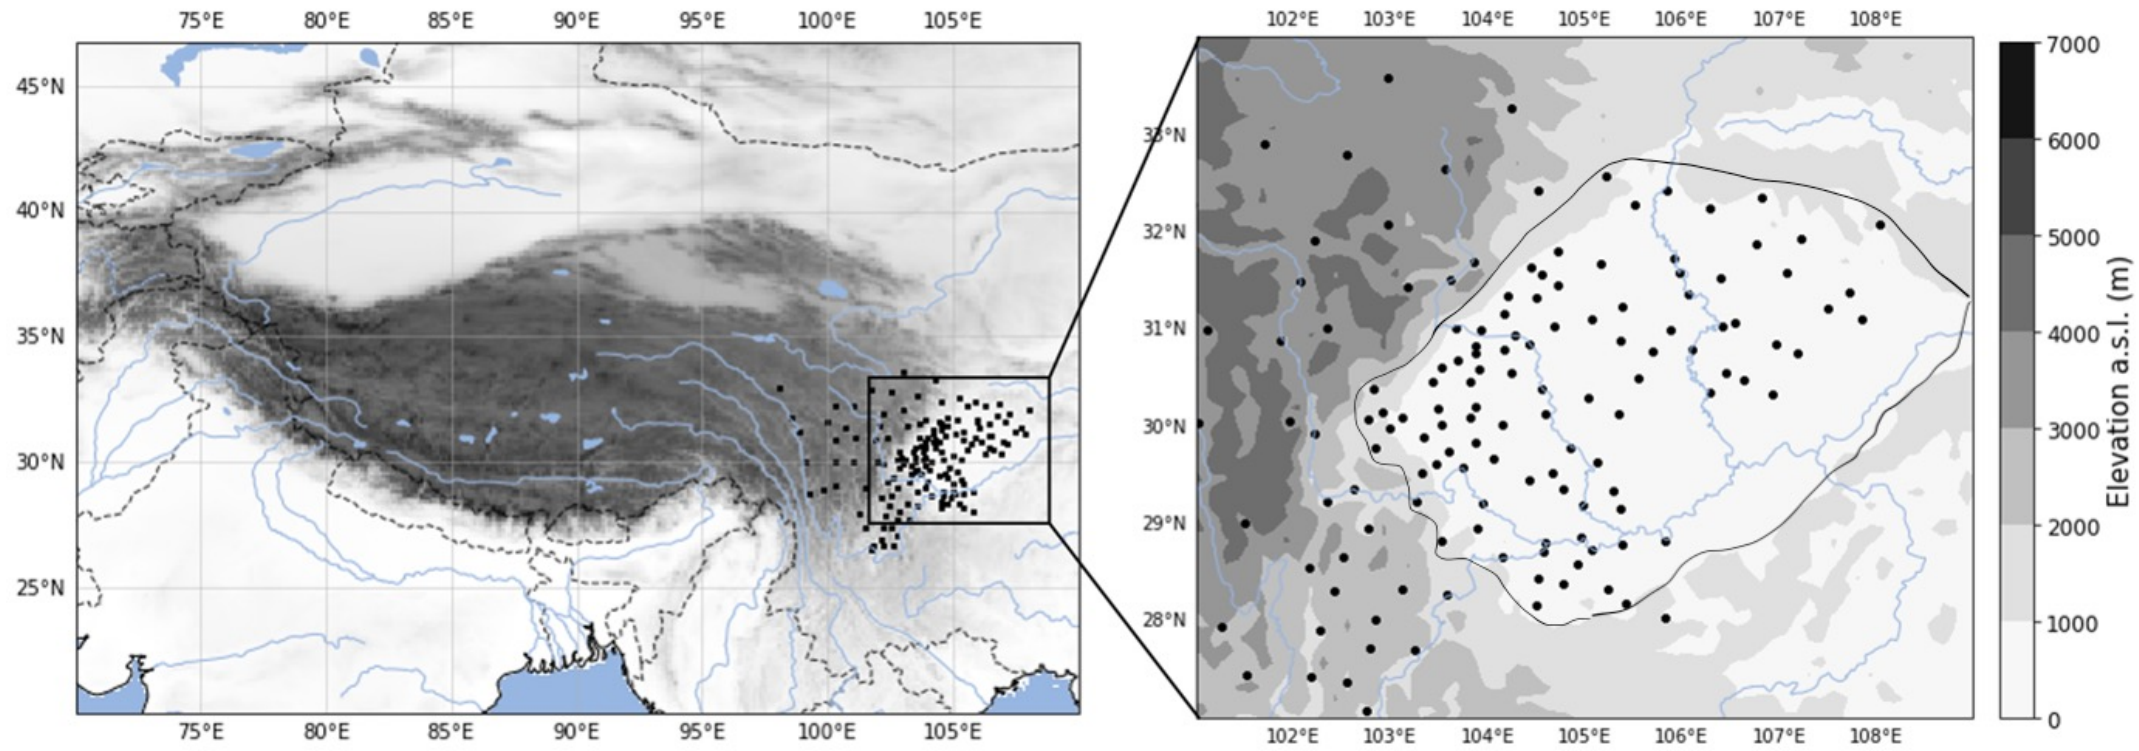 75°E 80°E 85°E 90°E 95°E 100°E 105°E
45°N
40°N
35°N
30°N
25°N
75°E 80°E 85°E 90°E 95°E 100°E 105°E
102°E 103°E 104°E 105°E 106°E 107°E 108°E
33°N
32°N
31°N
30°N
29°N
28°N
102°E 103°E 104°E 105°E 106°E 107°E 108°E
7000
6000
5000
4000
3000
2000
1000
0
Elevation a.s.l. (m)